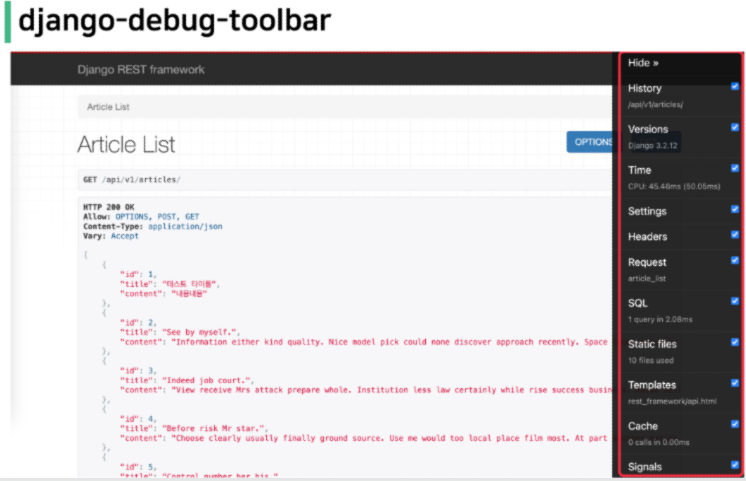 django-debug-toolbar
Django REST framework
Article List
Article List
OPTIONS
GET /api/v1/articles/
HTTP 200 OK
Allow: OPTIONS, POST, GET
Content-Type: application/json
Vary: Accept
[
{
"id": 1,
"title": "테스트 타이틀",
"content": "내용내용"
},
{
"id": 2,
"title": "See by myself.",
"content": "Information either kind quality. Nice model pick could none discover approach recently. Space
},
{
"id": 3,
"title": "Indeed job court.",
"content": "View receive Mrs attack prepare whole. Institution less law certainly while rise success busin
},
{
"id": 4,
"title": "Before risk Mr star.",
"content": "Choose clearly usually finally ground source. Use me would too local place film most. At part
},
{
"id": 5,
"title": "Control number her his."
Hide »
History
/api/v1/articles/
Versions
Django 3.2.12
Time
CPU: 45.46ms (50.05ms)
Settings
Headers
Request
article_list
SQL
1 query in 2.08ms
Static files
10 files used
Templates
rest_framework/api.html
Cache
0 calls in 0.00ms
Signals